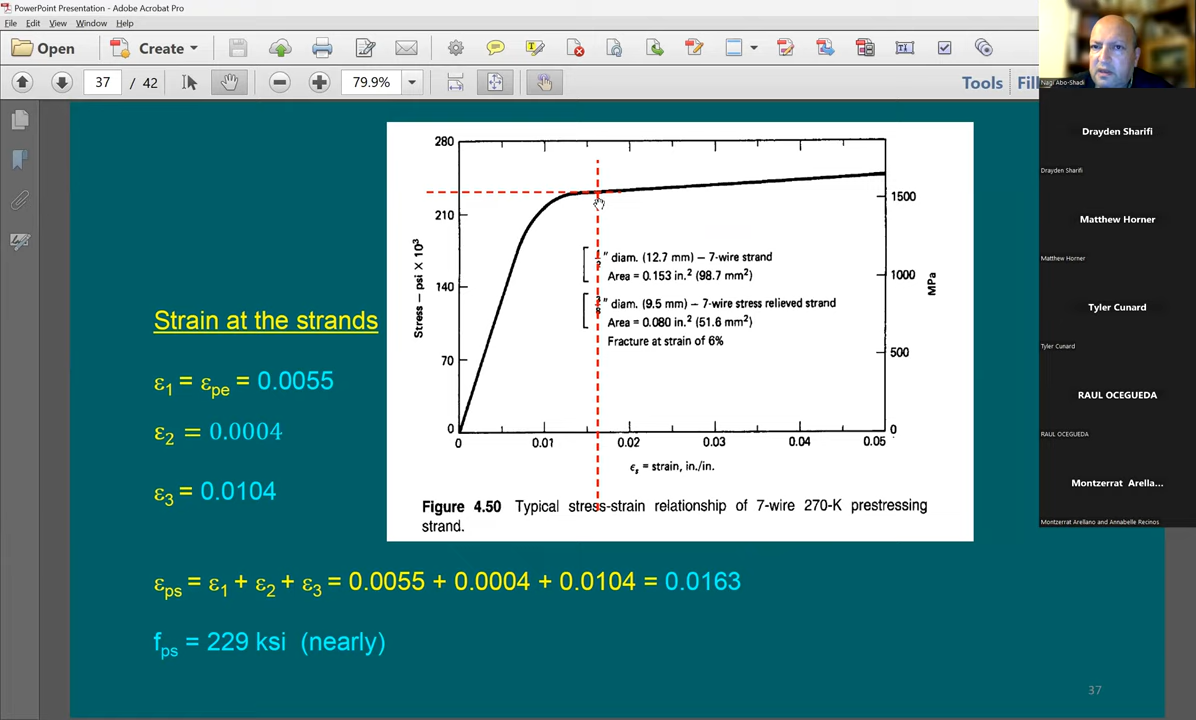 PowerPoint Presentation - Adobe Acrobat Pro
File Edit View Window Help
Open Create
37 / 42 79.9% Tools Fill
Strain at the strands
ε1 = εpe = 0.0055
ε2 = 0.0004
ε3 = 0.0104
εps = ε1 + ε2 + ε3 = 0.0055 + 0.0004 + 0.0104 = 0.0163
fps = 229 ksi (nearly)
Stress – psi × 10³
280
210
140
70
0
0 0.01 0.02 0.03 0.04 0.05
1500
1000
500
0
MPa
″ diam. (12.7 mm) – 7-wire strand
Area = 0.153 in.² (98.7 mm²)
″ diam. (9.5 mm) – 7-wire stress relieved strand
Area = 0.080 in.² (51.6 mm²)
Fracture at strain of 6%
εs = strain, in./in.
Figure 4.50 Typical stress-strain relationship of 7-wire 270-K prestressing
strand.
37
Nagi Abo-Shadi
Drayden Sharifi
Drayden Sharifi
Matthew Horner
Matthew Horner
Tyler Cunard
Tyler Cunard
RAUL OCEGUEDA
RAUL OCEGUEDA
Montzerrat Arella...
Montzerrat Arellano and Annabelle Recinos